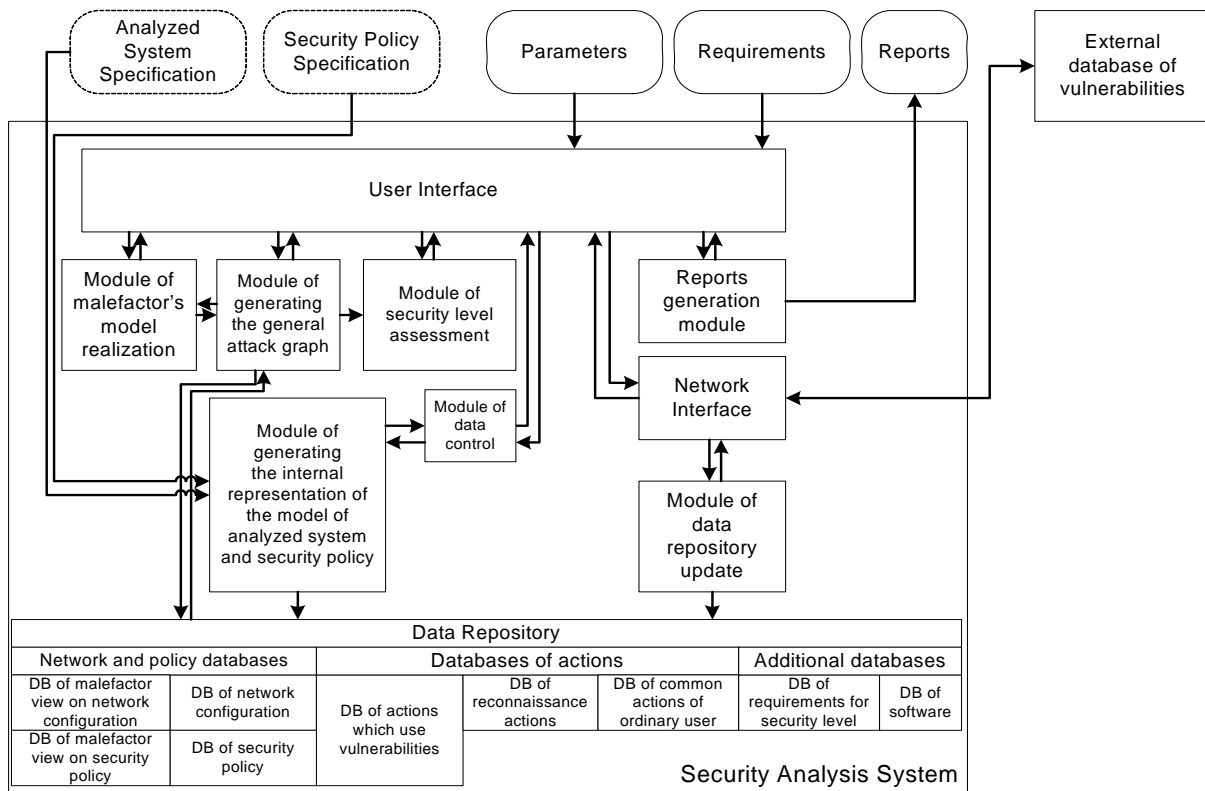 Analyzed
System
Specification
Security Policy
Specification
Parameters
Requirements
Reports
External
database of
vulnerabilities
User Interface
Module of
malefactor's
model
realization
Module of
generating
the general
attack graph
Module of
security level
assessment
Reports
generation
module
Network
Interface
Module of
data
control
Module of
generating
the internal
representation of
the model of
analyzed system
and security policy
Module of
data
repository
update
Data Repository
Network and policy databases
Databases of actions
Additional databases
DB of malefactor
view on network
configuration
DB of network
configuration
DB of actions
which use
vulnerabilities
DB of
reconnaissance
actions
DB of common
actions of
ordinary user
DB of
requirements for
security level
DB of
software
DB of malefactor
view on security
policy
DB of security
policy
Security Analysis System